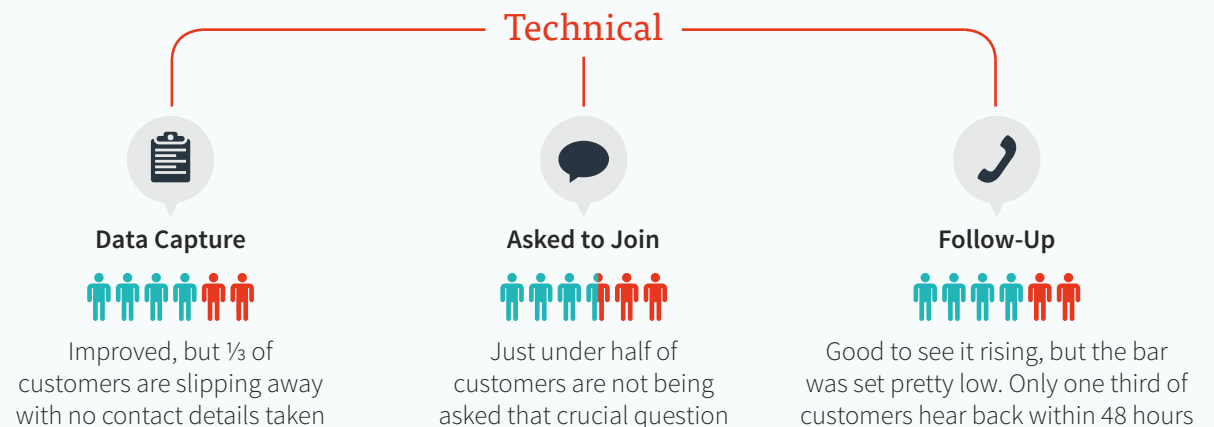 Technical
Data Capture
Improved, but ⅓ of
customers are slipping away
with no contact details taken
Asked to Join
Just under half of
customers are not being
asked that crucial question
Follow-Up
Good to see it rising, but the bar
was set pretty low. Only one third of
customers hear back within 48 hours